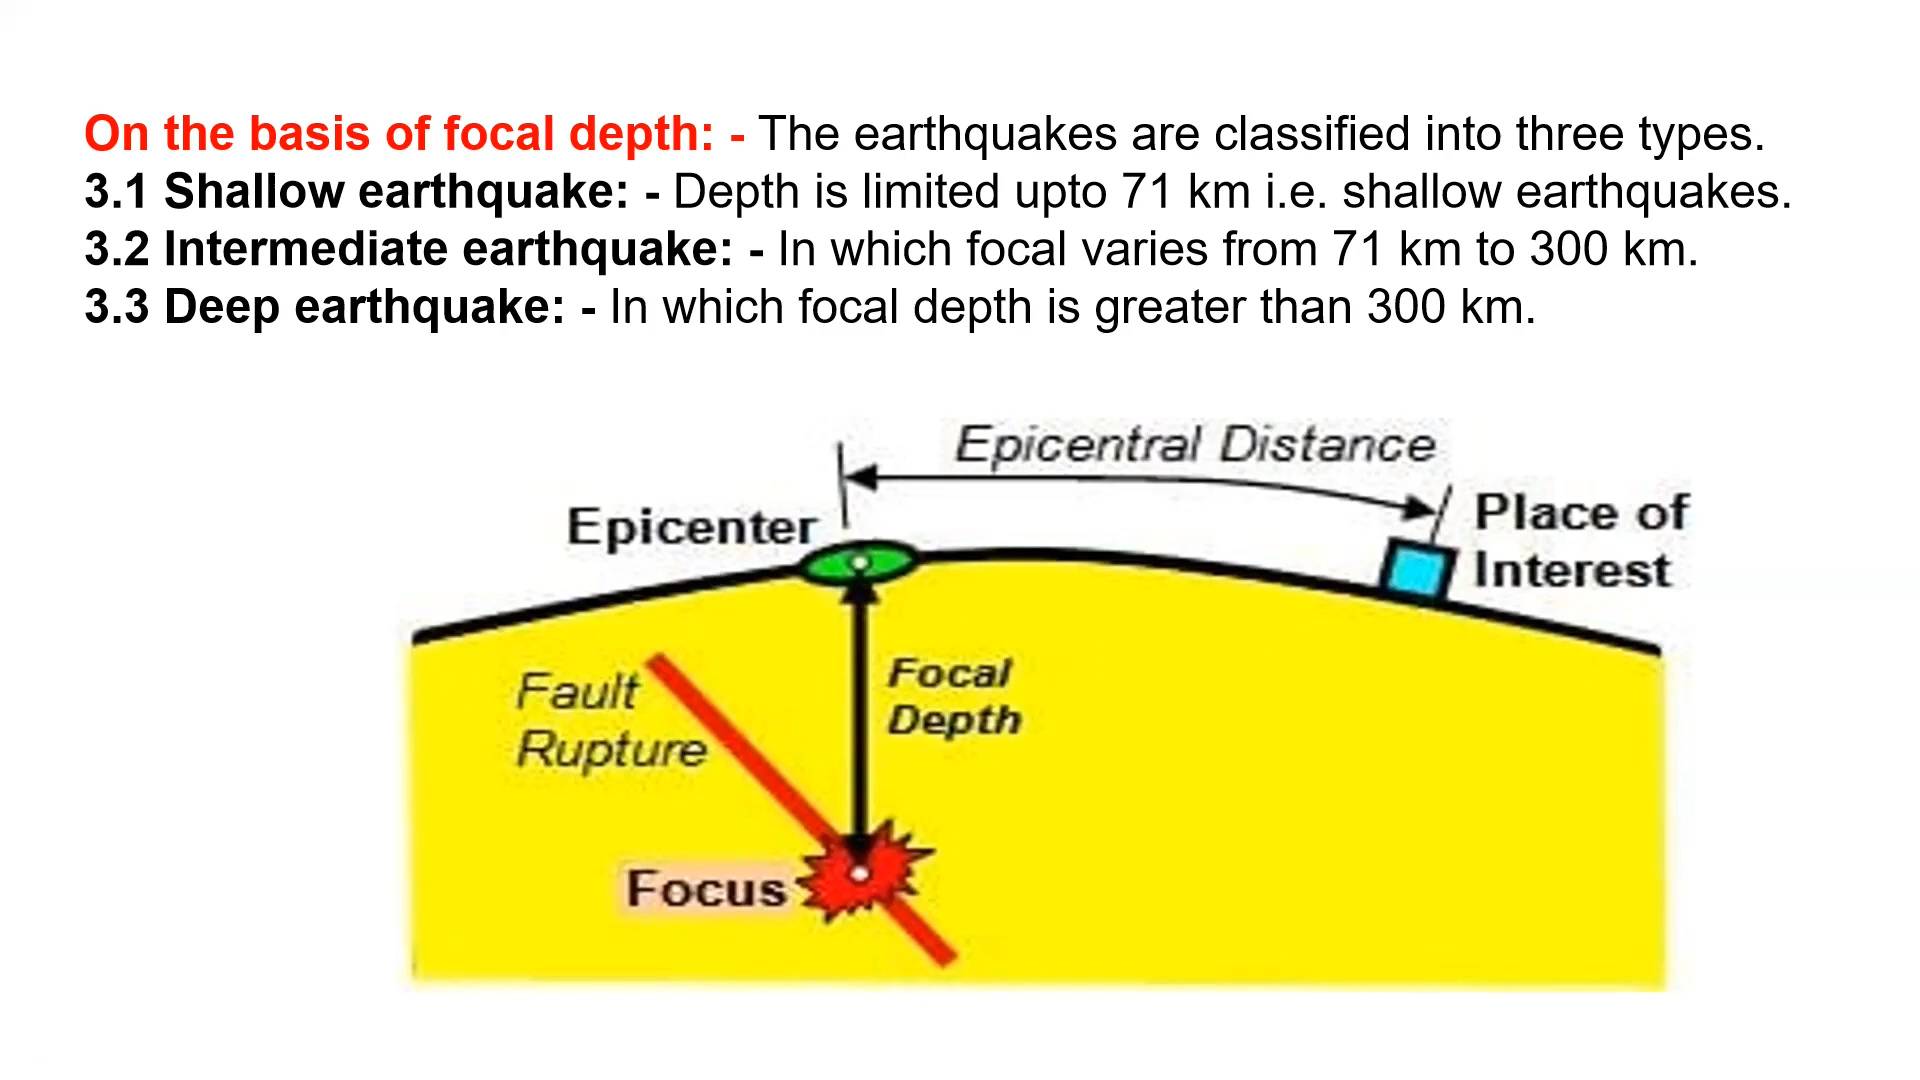 On the basis of focal depth: - The earthquakes are classified into three types.
3.1 Shallow earthquake: - Depth is limited upto 71 km i.e. shallow earthquakes.
3.2 Intermediate earthquake: - In which focal varies from 71 km to 300 km.
3.3 Deep earthquake: - In which focal depth is greater than 300 km.
Epicentral Distance
Epicenter
Place of
Interest
Focal
Depth
Fault
Rupture
Focus